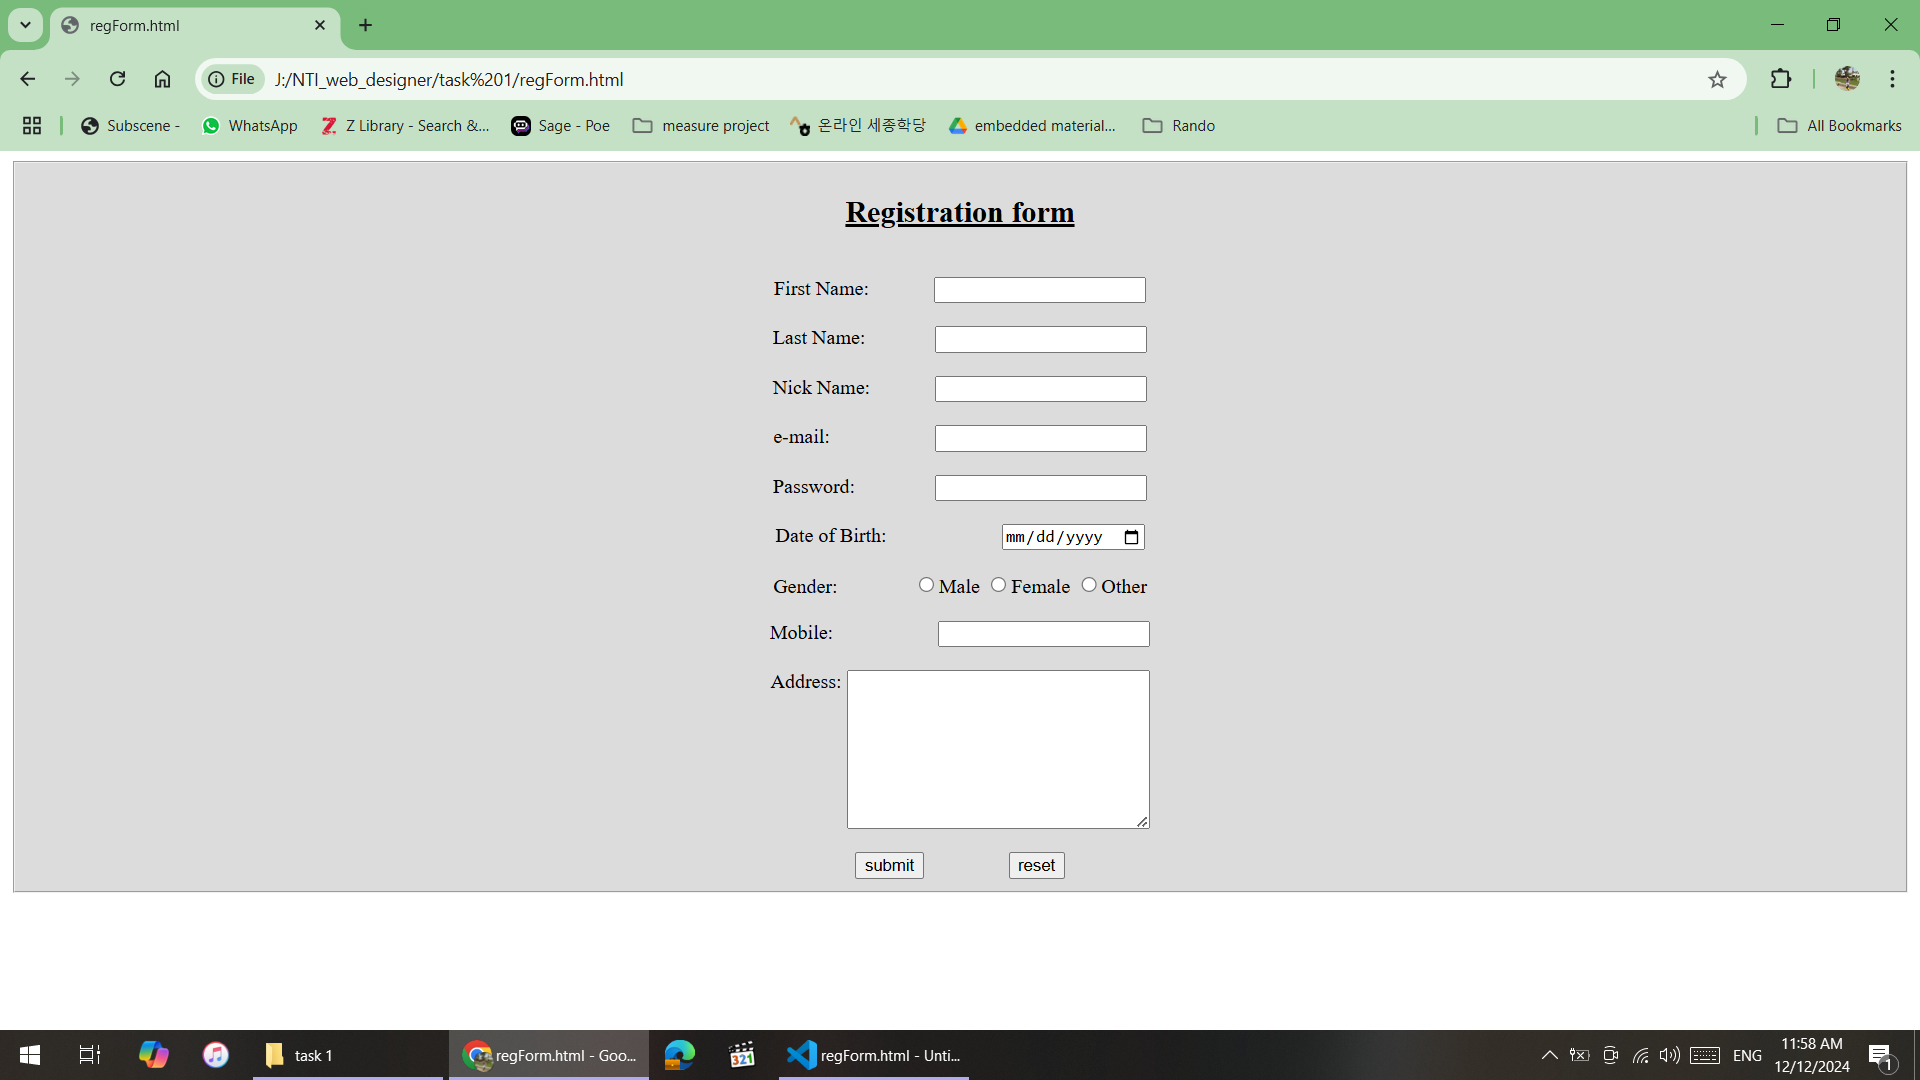 regForm.html
File J:/NTI_web_designer/task%201/regForm.html
Subscene - WhatsApp Z Library - Search &... Sage - Poe measure project 온라인 세종학당 embedded material... Rando All Bookmarks
Registration form
First Name:
Last Name:
Nick Name:
e-mail:
Password:
Date of Birth: mm/dd/yyyy
Gender: Male Female Other
Mobile:
Address:
submit reset
task 1 regForm.html - Goo... 321 regForm.html - Unti... ENG 11:58 AM
12/12/2024 1